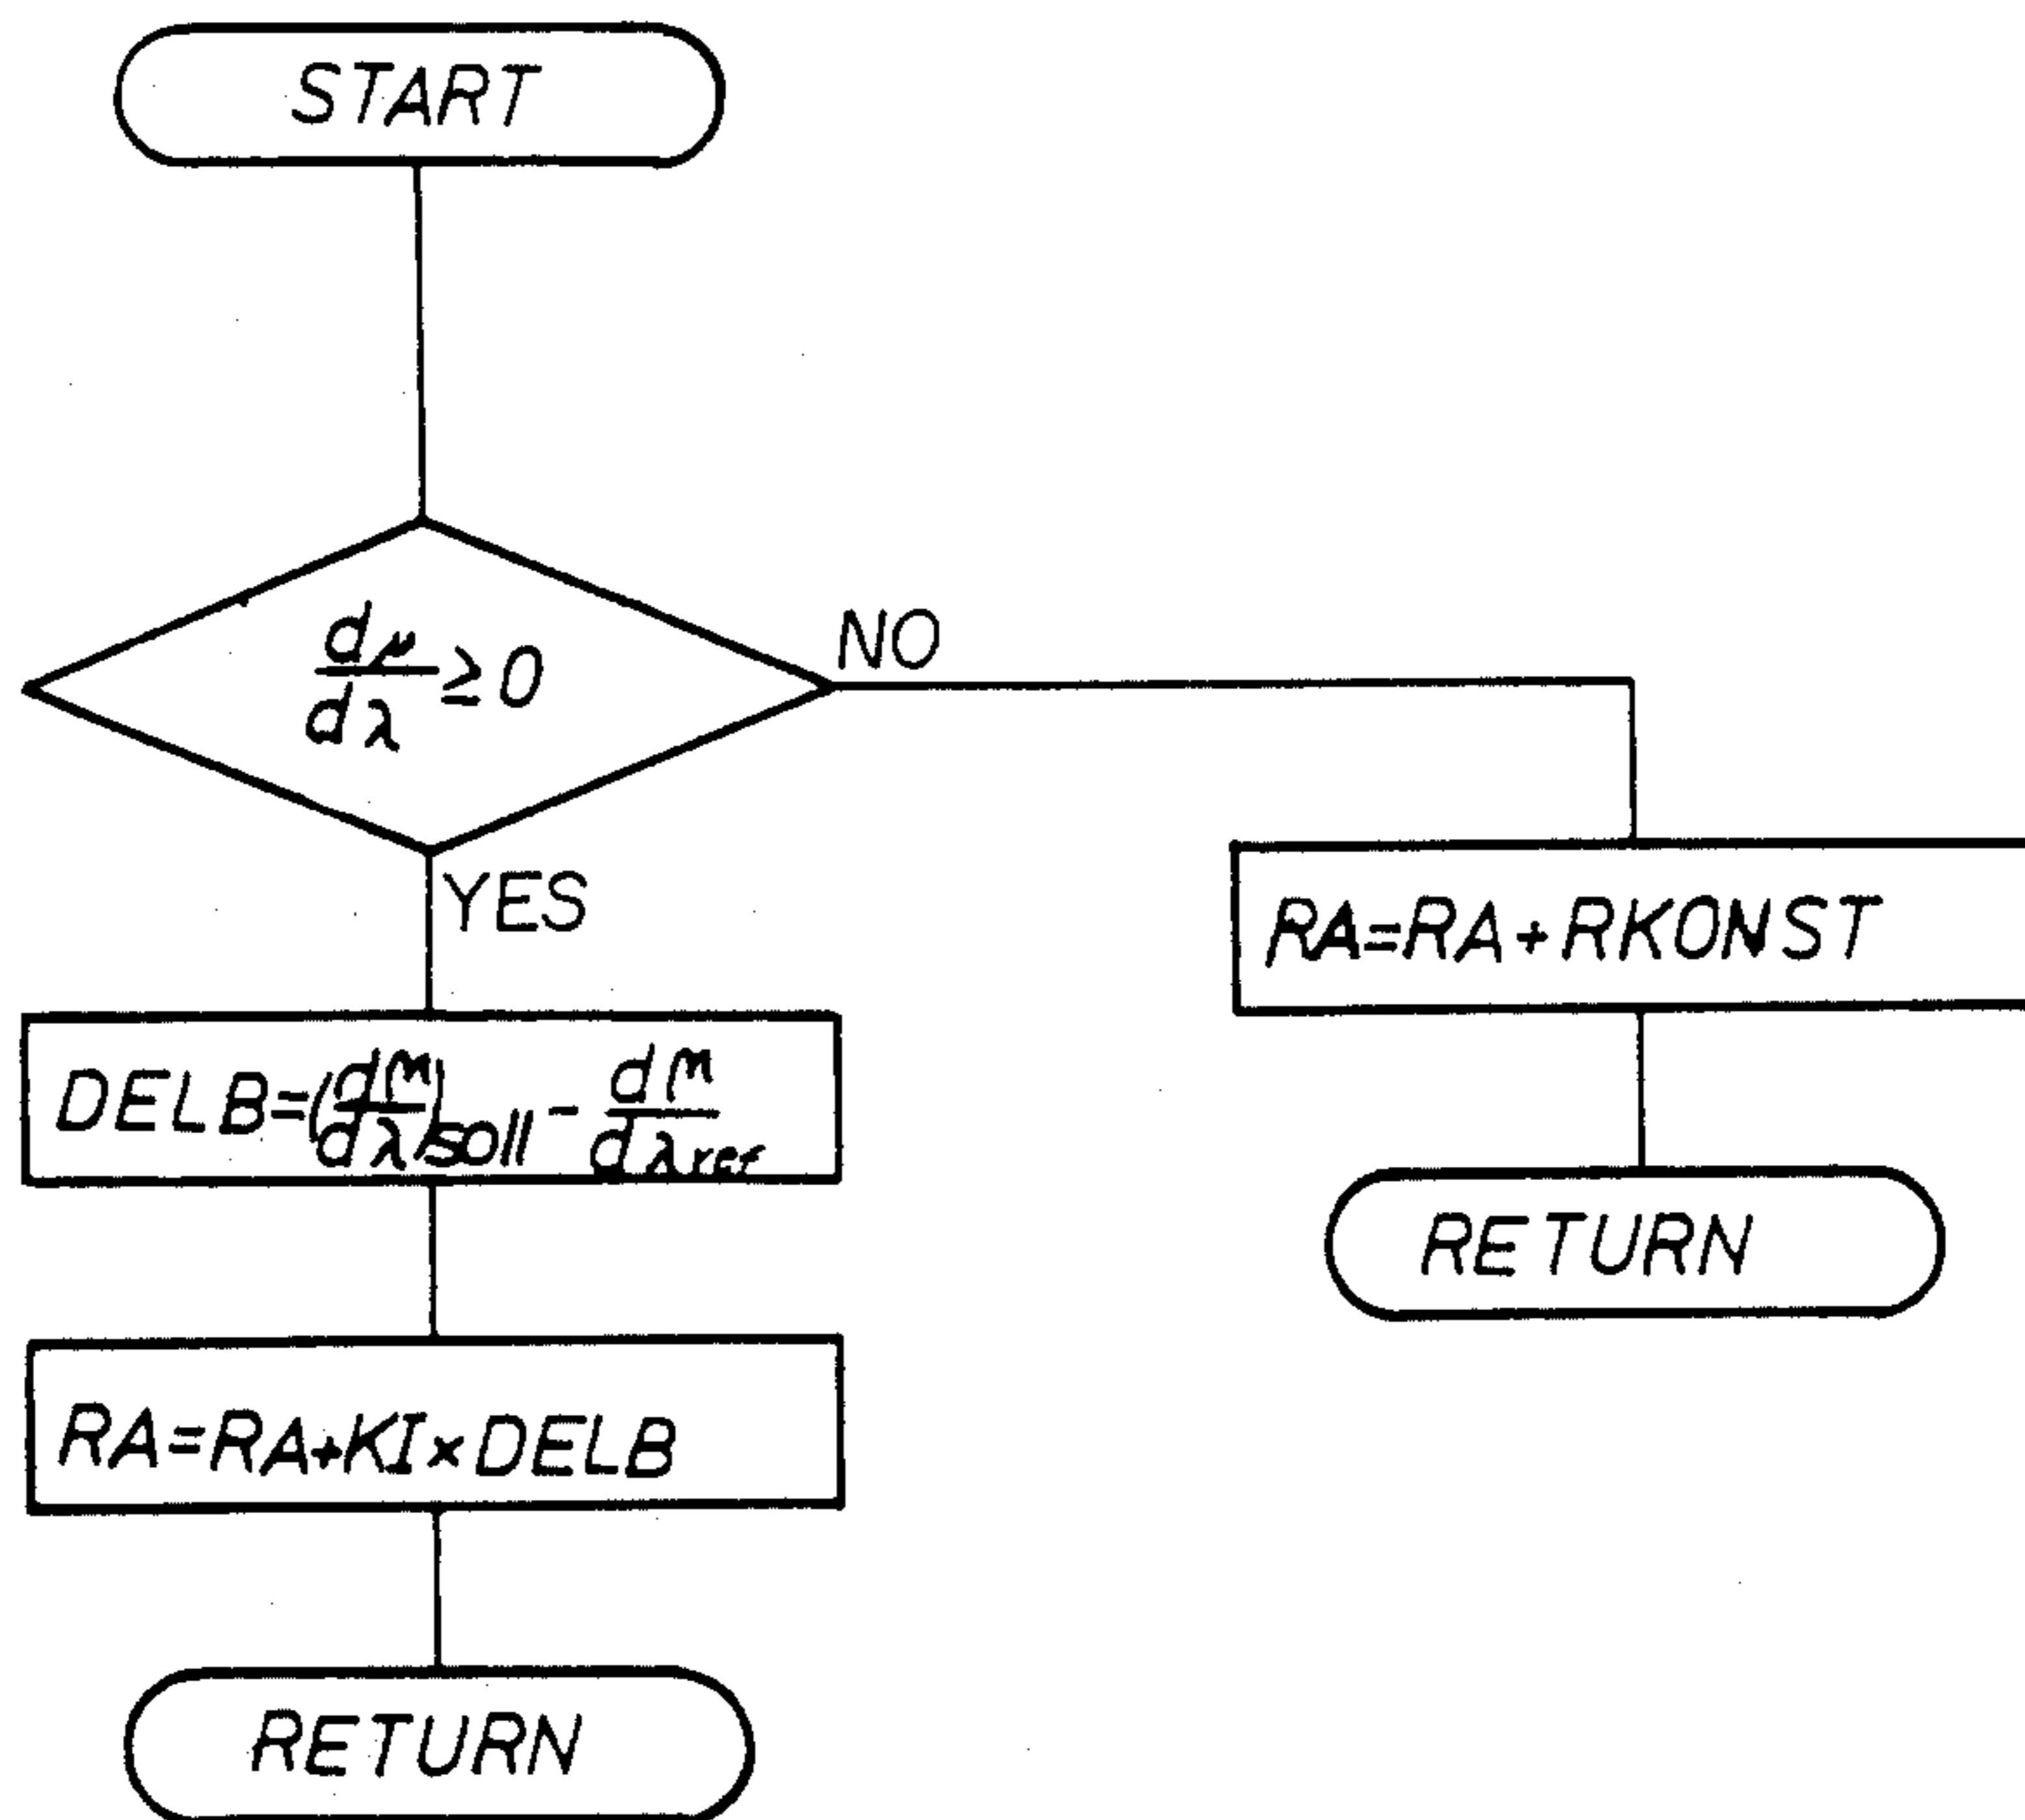 START
dμ/dλ ≥ 0
NO
YES
RA=RA+RKONST
DELB=(dμ/dλ)soll - dμ/dλ
RETURN
RA=RA+KI×DELB
RETURN